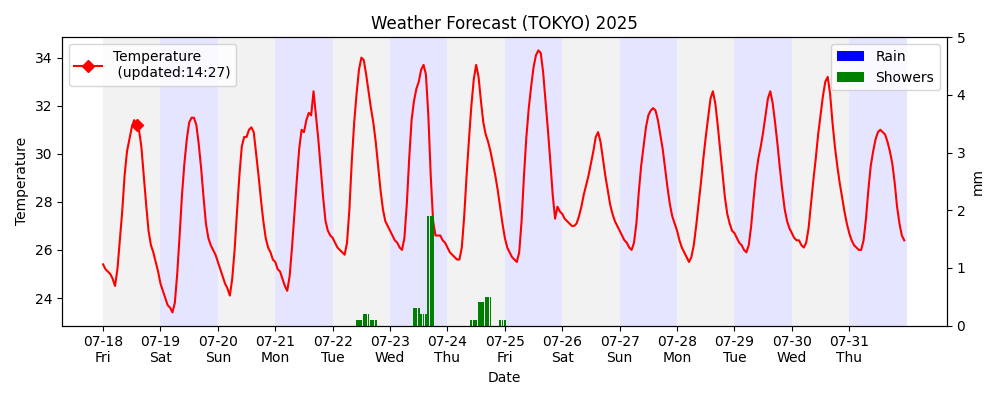 Weather Forecast (TOKYO) 2025
Temperature
(updated:14:27)
Rain
Showers
Temperature
34
32
30
28
26
24
5
4
3
2
1
0
mm
07-18 07-19 07-20 07-21 07-22 07-23 07-24 07-25 07-26 07-27 07-28 07-29 07-30 07-31
Fri Sat Sun Mon Tue Wed Thu Fri Sat Sun Mon Tue Wed Thu
Date